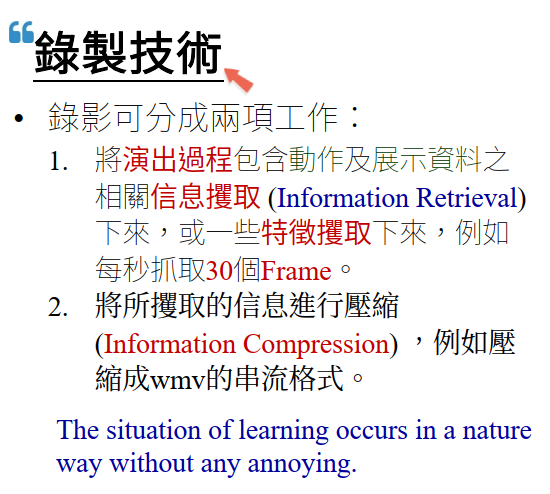 ❝錄製技術
• 錄影可分成兩項工作：
1. 將演出過程包含動作及展示資料之
相關信息攫取 (Information Retrieval)
下來，或一些特徵攫取下來，例如
每秒抓取30個Frame。
2. 將所攫取的信息進行壓縮
(Information Compression) ，例如壓
縮成wmv的串流格式。
The situation of learning occurs in a nature
way without any annoying.